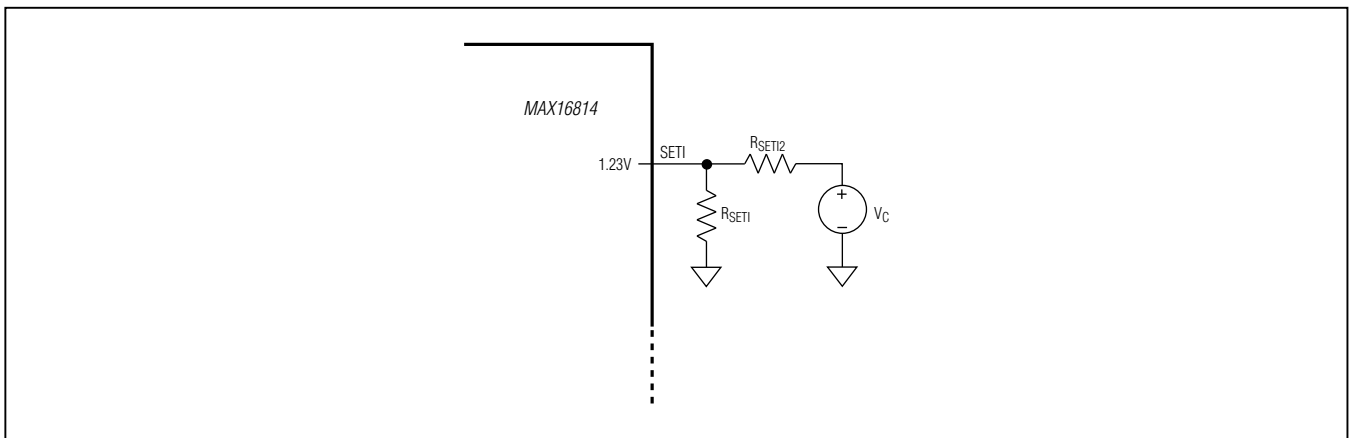 MAX16814
1.23V
SETI
RSETI2
RSETI
+
−
VC